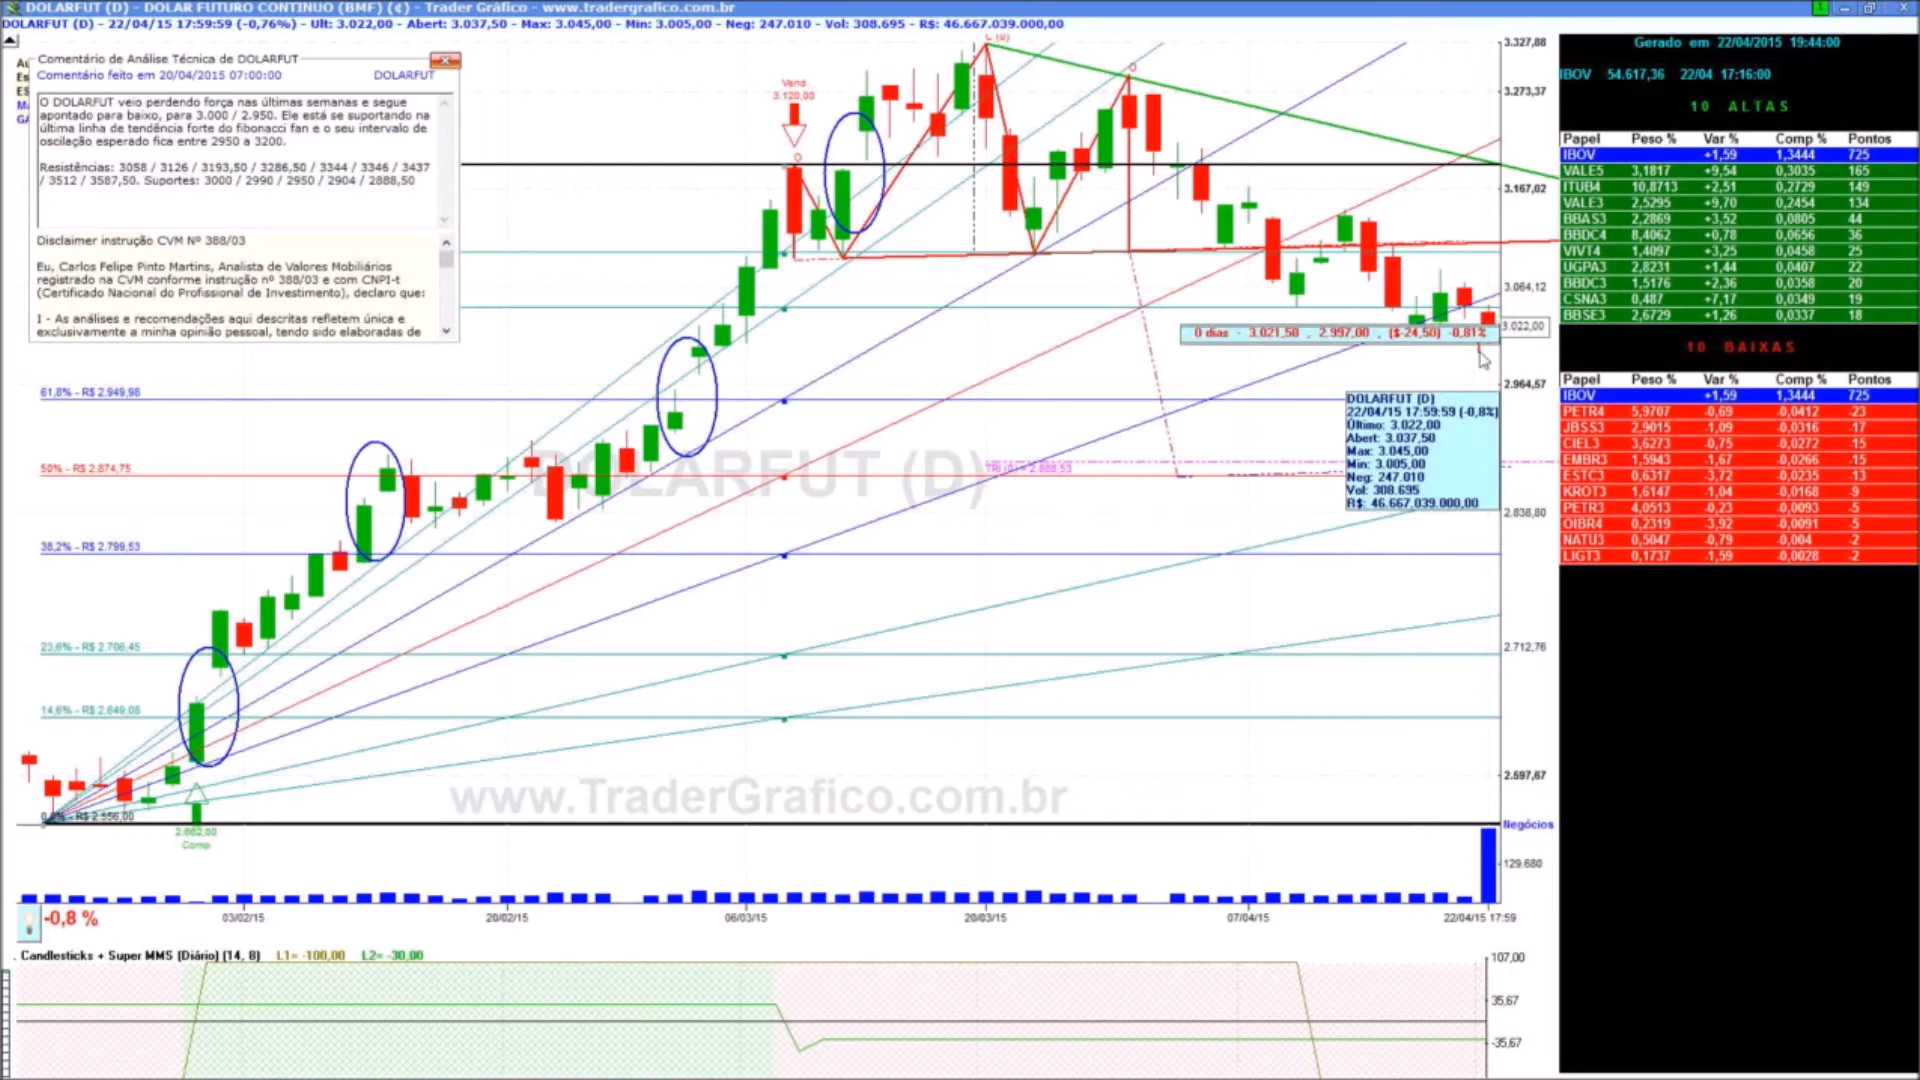 DOLARFUT (D) - DOLAR FUTURO CONTINUO (BMF) (¢) - Trader Gráfico - www.tradergrafico.com.br
DOLARFUT (D) - 22/04/15 17:59:59 (-0,76%) - Ult: 3.022,00 - Abert: 3.037,50 - Max: 3.045,00 - Min: 3.005,00 - Neg: 247.010 - Vol: 308.695 - R$: 46.667.039.000,00
Comentário de Análise Técnica de DOLARFUT
Comentário feito em 20/04/2015 07:00:00 DOLARFUT
O DOLARFUT veio perdendo força nas últimas semanas e segue
apontado para baixo, para 3.000 / 2.950. Ele está se suportando na
última linha de tendência forte do fibonacci fan e o seu intervalo de
oscilação esperado fica entre 2950 a 3200.
Resistências: 3058 / 3126 / 3193,50 / 3286,50 / 3344 / 3346 / 3437
/ 3512 / 3587,50. Suportes: 3000 / 2990 / 2950 / 2904 / 2888,50
Disclaimer instrução CVM Nº 388/03
Eu, Carlos Felipe Pinto Martins, Analista de Valores Mobiliários
registrado na CVM conforme instrução nº 388/03 e com CNPI-t
(Certificado Nacional do Profissional de Investimento), declaro que:
I - As análises e recomendações aqui descritas refletem única e
exclusivamente a minha opinião pessoal, tendo sido elaboradas de
Vend
3.120,00
3.327,88
3.273,37
3.167,02
3.064,12
3.022,00
2.964,57
2.838,80
2.712,76
2.597,67
0 dias - 3.021,50 , 2.997,00 , ($-24,50) -0,81%
DOLARFUT (D)
22/04/15 17:59:59 (-0,8%)
Último: 3.022,00
Abert: 3.037,50
Max: 3.045,00
Min: 3.005,00
Neg: 247.010
Vol: 308.695
R$: 46.667.039.000,00
TRI (0) = 2.888,53
61,8% - R$ 2.949,98
50% - R$ 2.874,75
38,2% - R$ 2.799,53
23,6% - R$ 2.706,45
14,6% - R$ 2.649,08
0,0% - R$ 2.556,00
DOLARFUT (D)
www.TraderGrafico.com.br
2.662,00
Comp
Negócios
129.680
03/02/15 20/02/15 06/03/15 20/03/15 07/04/15 22/04/15 17:59
-0,8 %
Candlesticks + Super MMS (Diário) (14, 8) L1= -100,00 L2= -30,00
107,00
35,67
-35,67
Gerado em 22/04/2015 19:44:00
IBOV 54.617,36 22/04 17:16:00
10 ALTAS
Papel Peso % Var % Comp % Pontos
IBOV +1,59 1,3444 725
VALE5 3,1817 +9,54 0,3035 165
ITUB4 10,8713 +2,51 0,2729 149
VALE3 2,5295 +9,70 0,2454 134
BBAS3 2,2869 +3,52 0,0805 44
BBDC4 8,4062 +0,78 0,0656 36
VIVT4 1,4097 +3,25 0,0458 25
UGPA3 2,8231 +1,44 0,0407 22
BBDC3 1,5176 +2,36 0,0358 20
CSNA3 0,487 +7,17 0,0349 19
BBSE3 2,6729 +1,26 0,0337 18
10 BAIXAS
Papel Peso % Var % Comp % Pontos
IBOV +1,59 1,3444 725
PETR4 5,9707 -0,69 -0,0412 -23
JBSS3 2,9015 -1,09 -0,0316 -17
CIEL3 3,6273 -0,75 -0,0272 -15
EMBR3 1,5943 -1,67 -0,0266 -15
ESTC3 0,6317 -3,72 -0,0235 -13
KROT3 1,6147 -1,04 -0,0168 -9
PETR3 4,0513 -0,23 -0,0093 -5
OIBR4 0,2319 -3,92 -0,0091 -5
NATU3 0,5047 -0,79 -0,004 -2
LIGT3 0,1737 -1,59 -0,0028 -2